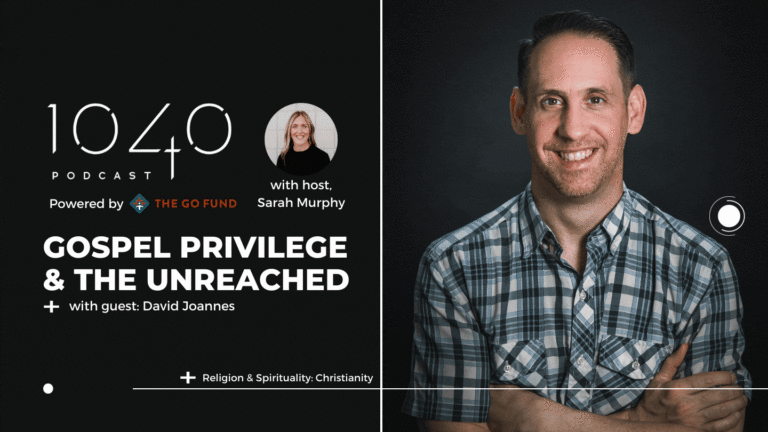 1040
PODCAST
Powered by THE GO FUND
with host,
Sarah Murphy
GOSPEL PRIVILEGE
& THE UNREACHED
with guest: David Joannes
Religion & Spirituality: Christianity